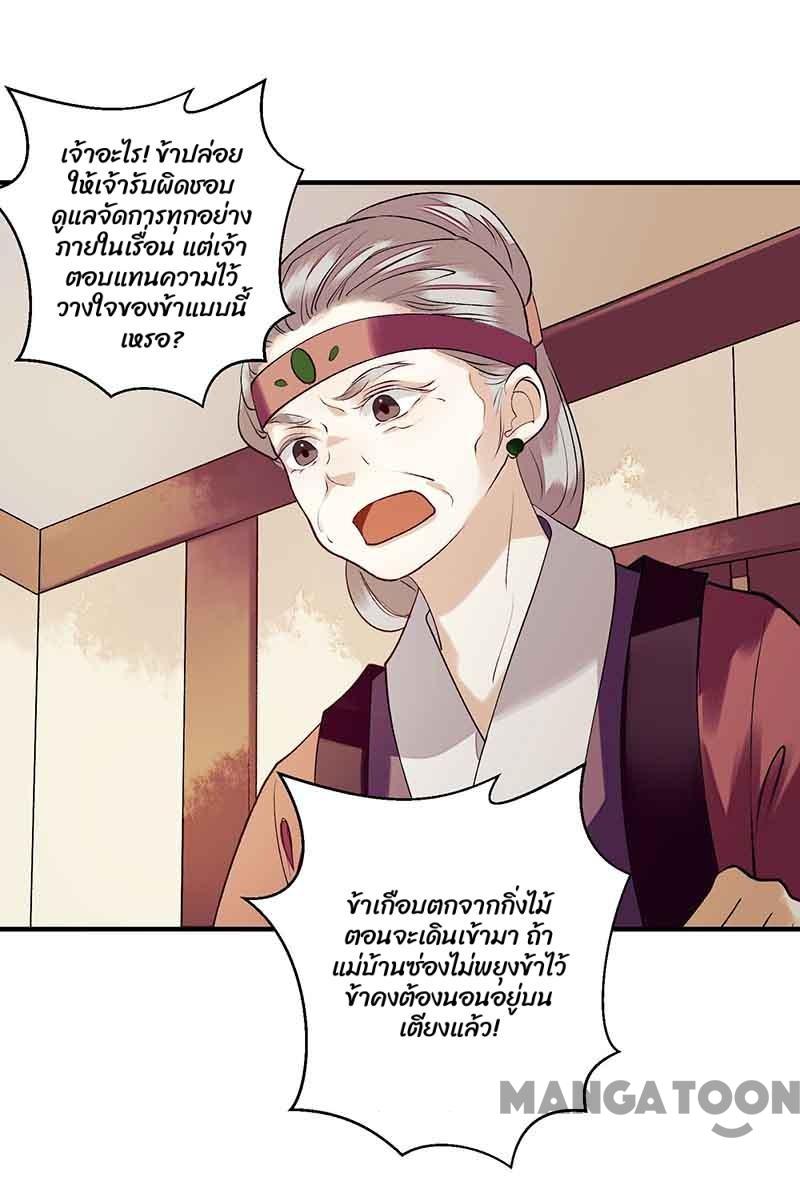 เจ้าอะไร! ข้าปล่อย
ให้เจ้ารับผิดชอบ
ดูแลจัดการทุกอย่าง
ภายในเรือน แต่เจ้า
ตอบแทนความไว้
วางใจของข้าแบบนี้
เหรอ?
ข้าเกือบตกจากกิ่งไม้
ตอนจะเดินเข้ามา ถ้า
แม่บ้านซ่องไม่พยุงข้าไว้
ข้าคงต้องนอนอยู่บน
เตียงแล้ว!
MANGATOON